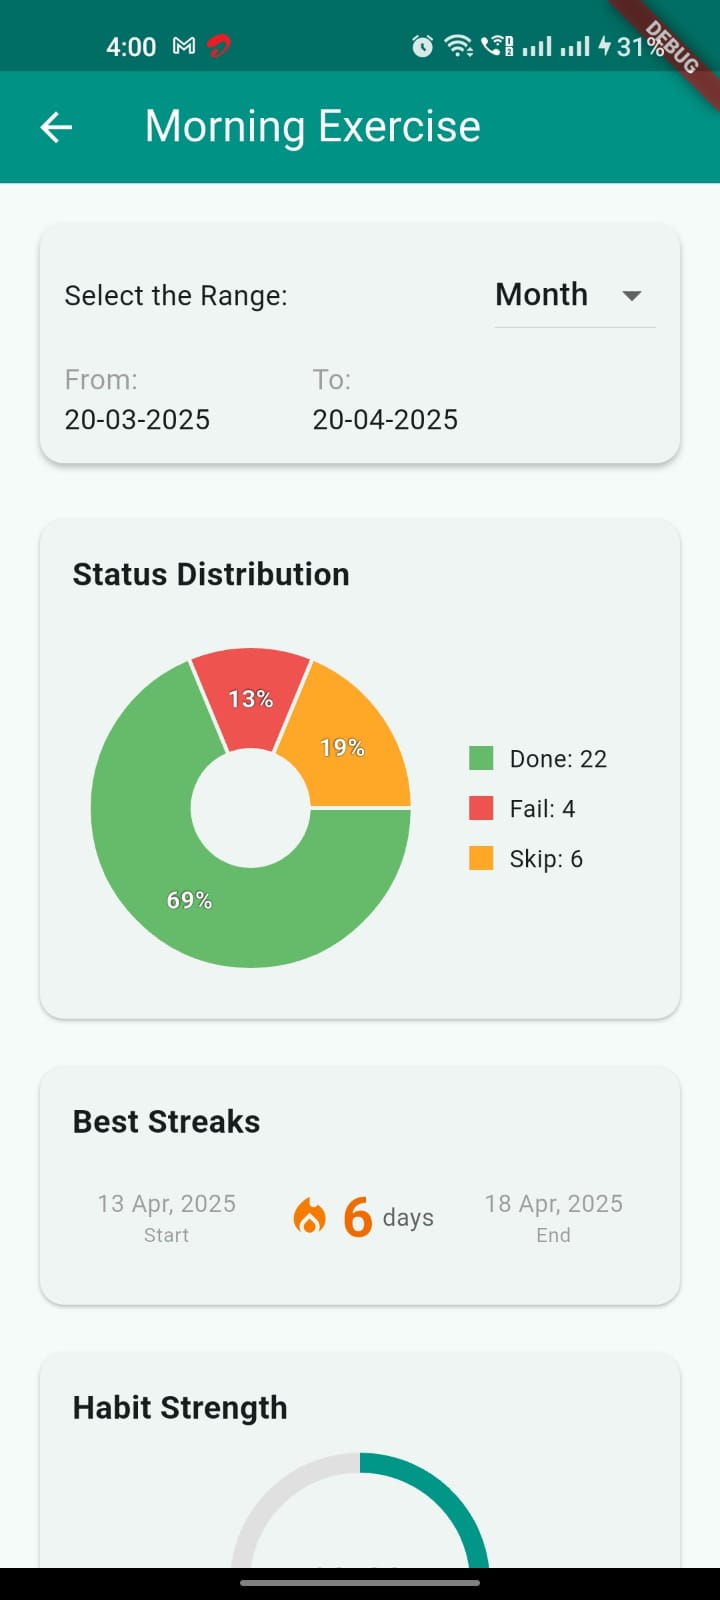 4:00 31%
DEBUG
Morning Exercise
Select the Range: Month
From: To:
20-03-2025 20-04-2025
Status Distribution
13%
19%
69%
Done: 22
Fail: 4
Skip: 6
Best Streaks
13 Apr, 2025 6 days 18 Apr, 2025
Start End
Habit Strength